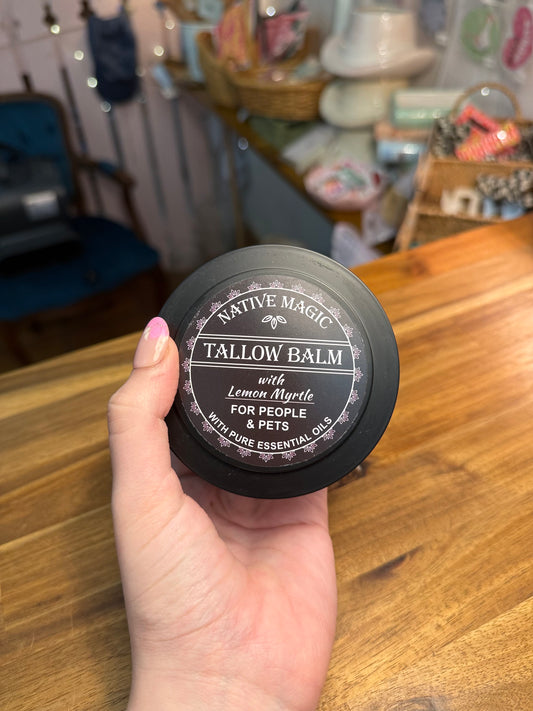 NATIVE MAGIC
TALLOW BALM
with
Lemon Myrtle
FOR PEOPLE
& PETS
WITH PURE ESSENTIAL OILS